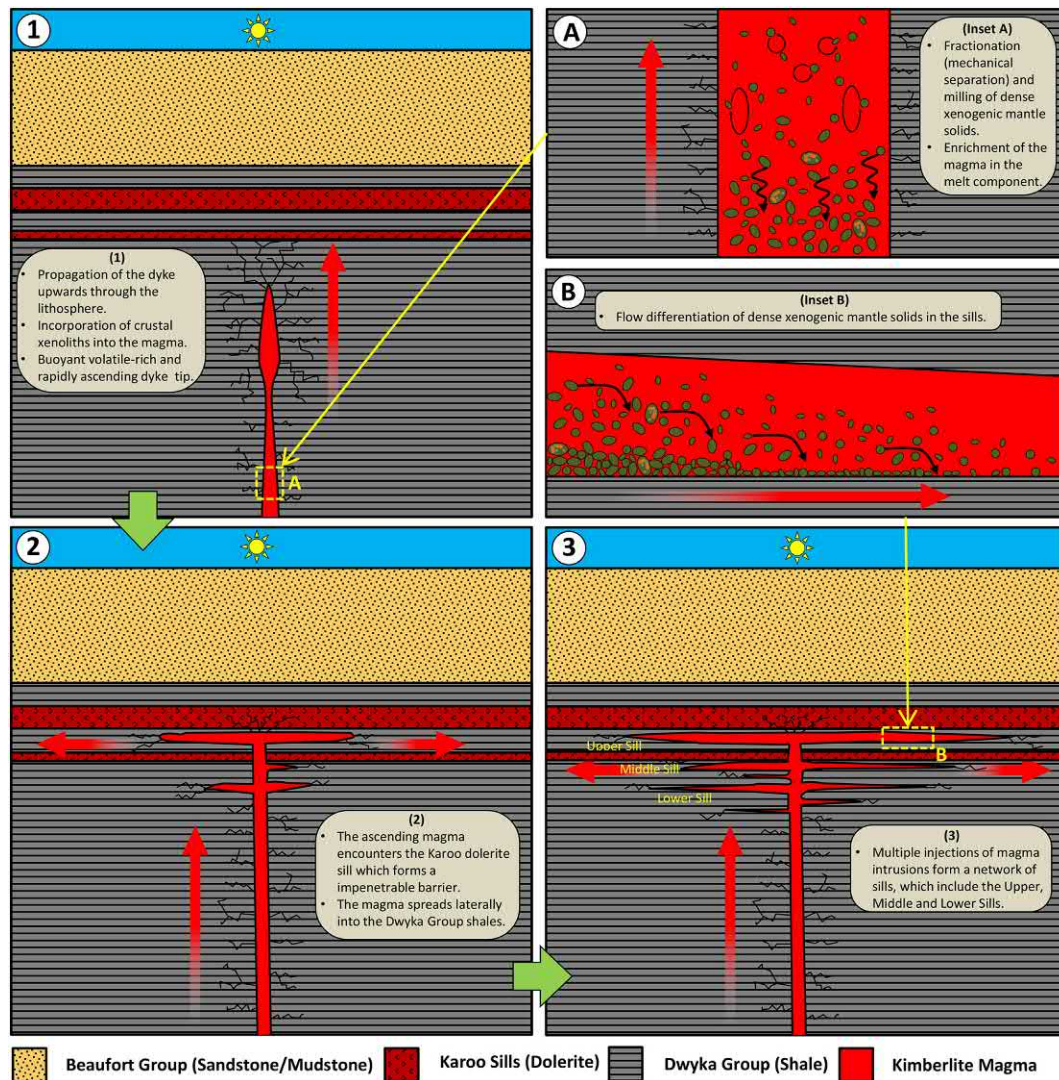 1
(1)
• Propagation of the dyke
upwards through the
lithosphere.
• Incorporation of crustal
xenoliths into the magma.
• Buoyant volatile-rich and
rapidly ascending dyke tip.
A
A
(Inset A)
• Fractionation
(mechanical
separation) and
milling of dense
xenogenic mantle
solids.
• Enrichment of the
magma in the
melt component.
B
(Inset B)
• Flow differentiation of dense xenogenic mantle solids in the sills.
2
(2)
• The ascending magma
encounters the Karoo dolerite
sill which forms a
impenetrable barrier.
• The magma spreads laterally
into the Dwyka Group shales.
3
Upper Sill
B
Middle Sill
Lower Sill
(3)
• Multiple injections of magma
intrusions form a network of
sills, which include the Upper,
Middle and Lower Sills.
Beaufort Group (Sandstone/Mudstone) Karoo Sills (Dolerite) Dwyka Group (Shale) Kimberlite Magma